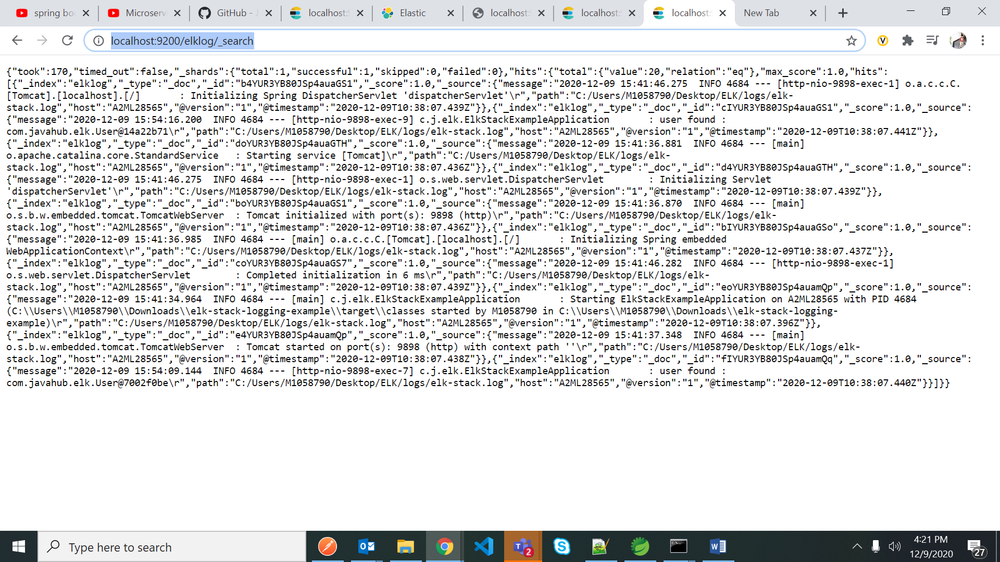 spring bo
Microserv
GitHub - J
localhost:9
Elastic
localhost:9
localhost:9
localhost:9
New Tab
localhost:9200/elklog/_search
{"took":170,"timed_out":false,"_shards":{"total":1,"successful":1,"skipped":0,"failed":0},"hits":{"total":{"value":20,"relation":"eq"},"max_score":1.0,"hits":
[{"_index":"elklog","_type":"_doc","_id":"b4YUR3YB80JSp4auaGS1","_score":1.0,"_source":{"message":"2020-12-09 15:41:46.275  INFO 4684 --- [http-nio-9898-exec-1] o.a.c.c.C.
[Tomcat].[localhost].[/]       : Initializing Spring DispatcherServlet 'dispatcherServlet'\r","path":"C:/Users/M1058790/Desktop/ELK/logs/elk-
stack.log","host":"A2ML28565","@version":"1","@timestamp":"2020-12-09T10:38:07.439Z"}},{"_index":"elklog","_type":"_doc","_id":"cIYUR3YB80JSp4auaGS1","_score":1.0,"_source":
{"message":"2020-12-09 15:54:16.200  INFO 4684 --- [http-nio-9898-exec-9] c.j.elk.ElkStackExampleApplication       : user found :
com.javahub.elk.User@14a22b71\r","path":"C:/Users/M1058790/Desktop/ELK/logs/elk-stack.log","host":"A2ML28565","@version":"1","@timestamp":"2020-12-09T10:38:07.441Z"}},
{"_index":"elklog","_type":"_doc","_id":"doYUR3YB80JSp4auaGTH","_score":1.0,"_source":{"message":"2020-12-09 15:41:36.881  INFO 4684 --- [main]
o.apache.catalina.core.StandardService   : Starting service [Tomcat]\r","path":"C:/Users/M1058790/Desktop/ELK/logs/elk-
stack.log","host":"A2ML28565","@version":"1","@timestamp":"2020-12-09T10:38:07.436Z"}},{"_index":"elklog","_type":"_doc","_id":"d4YUR3YB80JSp4auaGTH","_score":1.0,"_source":
{"message":"2020-12-09 15:41:46.275  INFO 4684 --- [http-nio-9898-exec-1] o.s.web.servlet.DispatcherServlet        : Initializing Servlet
'dispatcherServlet'\r","path":"C:/Users/M1058790/Desktop/ELK/logs/elk-stack.log","host":"A2ML28565","@version":"1","@timestamp":"2020-12-09T10:38:07.439Z"}},
{"_index":"elklog","_type":"_doc","_id":"boYUR3YB80JSp4auaGS1","_score":1.0,"_source":{"message":"2020-12-09 15:41:36.870  INFO 4684 --- [main]
o.s.b.w.embedded.tomcat.TomcatWebServer  : Tomcat initialized with port(s): 9898 (http)\r","path":"C:/Users/M1058790/Desktop/ELK/logs/elk-
stack.log","host":"A2ML28565","@version":"1","@timestamp":"2020-12-09T10:38:07.436Z"}},{"_index":"elklog","_type":"_doc","_id":"bIYUR3YB80JSp4auaGSo","_score":1.0,"_source":
{"message":"2020-12-09 15:41:36.985  INFO 4684 --- [main] o.a.c.c.C.[Tomcat].[localhost].[/]       : Initializing Spring embedded
WebApplicationContext\r","path":"C:/Users/M1058790/Desktop/ELK/logs/elk-stack.log","host":"A2ML28565","@version":"1","@timestamp":"2020-12-09T10:38:07.437Z"}},
{"_index":"elklog","_type":"_doc","_id":"coYUR3YB80JSp4auaGS7","_score":1.0,"_source":{"message":"2020-12-09 15:41:46.282  INFO 4684 --- [http-nio-9898-exec-1]
o.s.web.servlet.DispatcherServlet        : Completed initialization in 6 ms\r","path":"C:/Users/M1058790/Desktop/ELK/logs/elk-
stack.log","host":"A2ML28565","@version":"1","@timestamp":"2020-12-09T10:38:07.439Z"}},{"_index":"elklog","_type":"_doc","_id":"eoYUR3YB80JSp4auamQp","_score":1.0,"_source":
{"message":"2020-12-09 15:41:34.964  INFO 4684 --- [main] c.j.elk.ElkStackExampleApplication       : Starting ElkStackExampleApplication on A2ML28565 with PID 4684
(C:\\Users\\M1058790\\Downloads\\elk-stack-logging-example\\target\\classes started by M1058790 in C:\\Users\\M1058790\\Downloads\\elk-stack-logging-
example)\r","path":"C:/Users/M1058790/Desktop/ELK/logs/elk-stack.log","host":"A2ML28565","@version":"1","@timestamp":"2020-12-09T10:38:07.396Z"}},
{"_index":"elklog","_type":"_doc","_id":"e4YUR3YB80JSp4auamQp","_score":1.0,"_source":{"message":"2020-12-09 15:41:37.348  INFO 4684 --- [main]
o.s.b.w.embedded.tomcat.TomcatWebServer  : Tomcat started on port(s): 9898 (http) with context path ''\r","path":"C:/Users/M1058790/Desktop/ELK/logs/elk-
stack.log","host":"A2ML28565","@version":"1","@timestamp":"2020-12-09T10:38:07.438Z"}},{"_index":"elklog","_type":"_doc","_id":"fIYUR3YB80JSp4auamQq","_score":1.0,"_source":
{"message":"2020-12-09 15:54:09.144  INFO 4684 --- [http-nio-9898-exec-7] c.j.elk.ElkStackExampleApplication       : user found :
com.javahub.elk.User@7002f0be\r","path":"C:/Users/M1058790/Desktop/ELK/logs/elk-stack.log","host":"A2ML28565","@version":"1","@timestamp":"2020-12-09T10:38:07.440Z"}}]}}
Type here to search
2
4:21 PM
12/9/2020
27